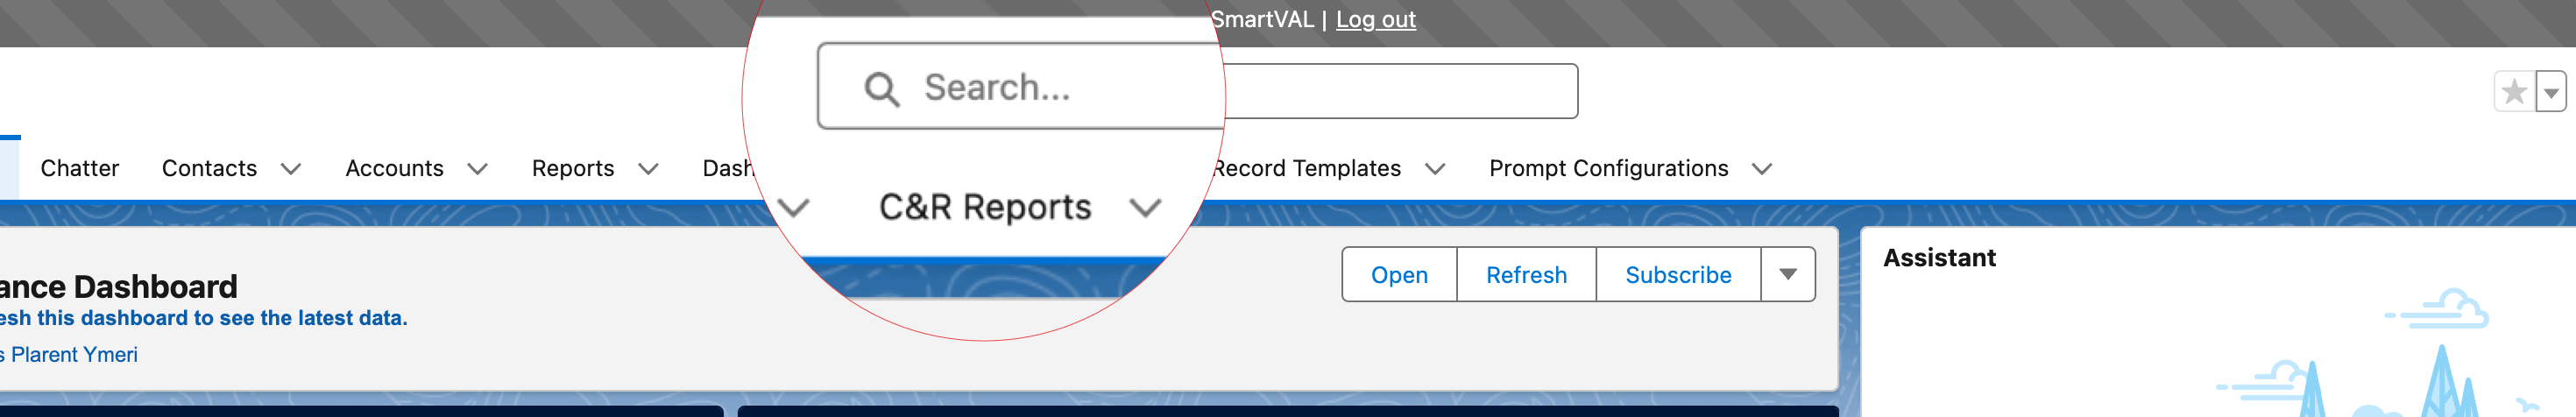 SmartVAL | Log out
Search...
Chatter Contacts Accounts Reports Dash C&R Reports Record Templates Prompt Configurations
ance Dashboard
esh this dashboard to see the latest data.
s Plarent Ymeri
Open Refresh Subscribe
Assistant